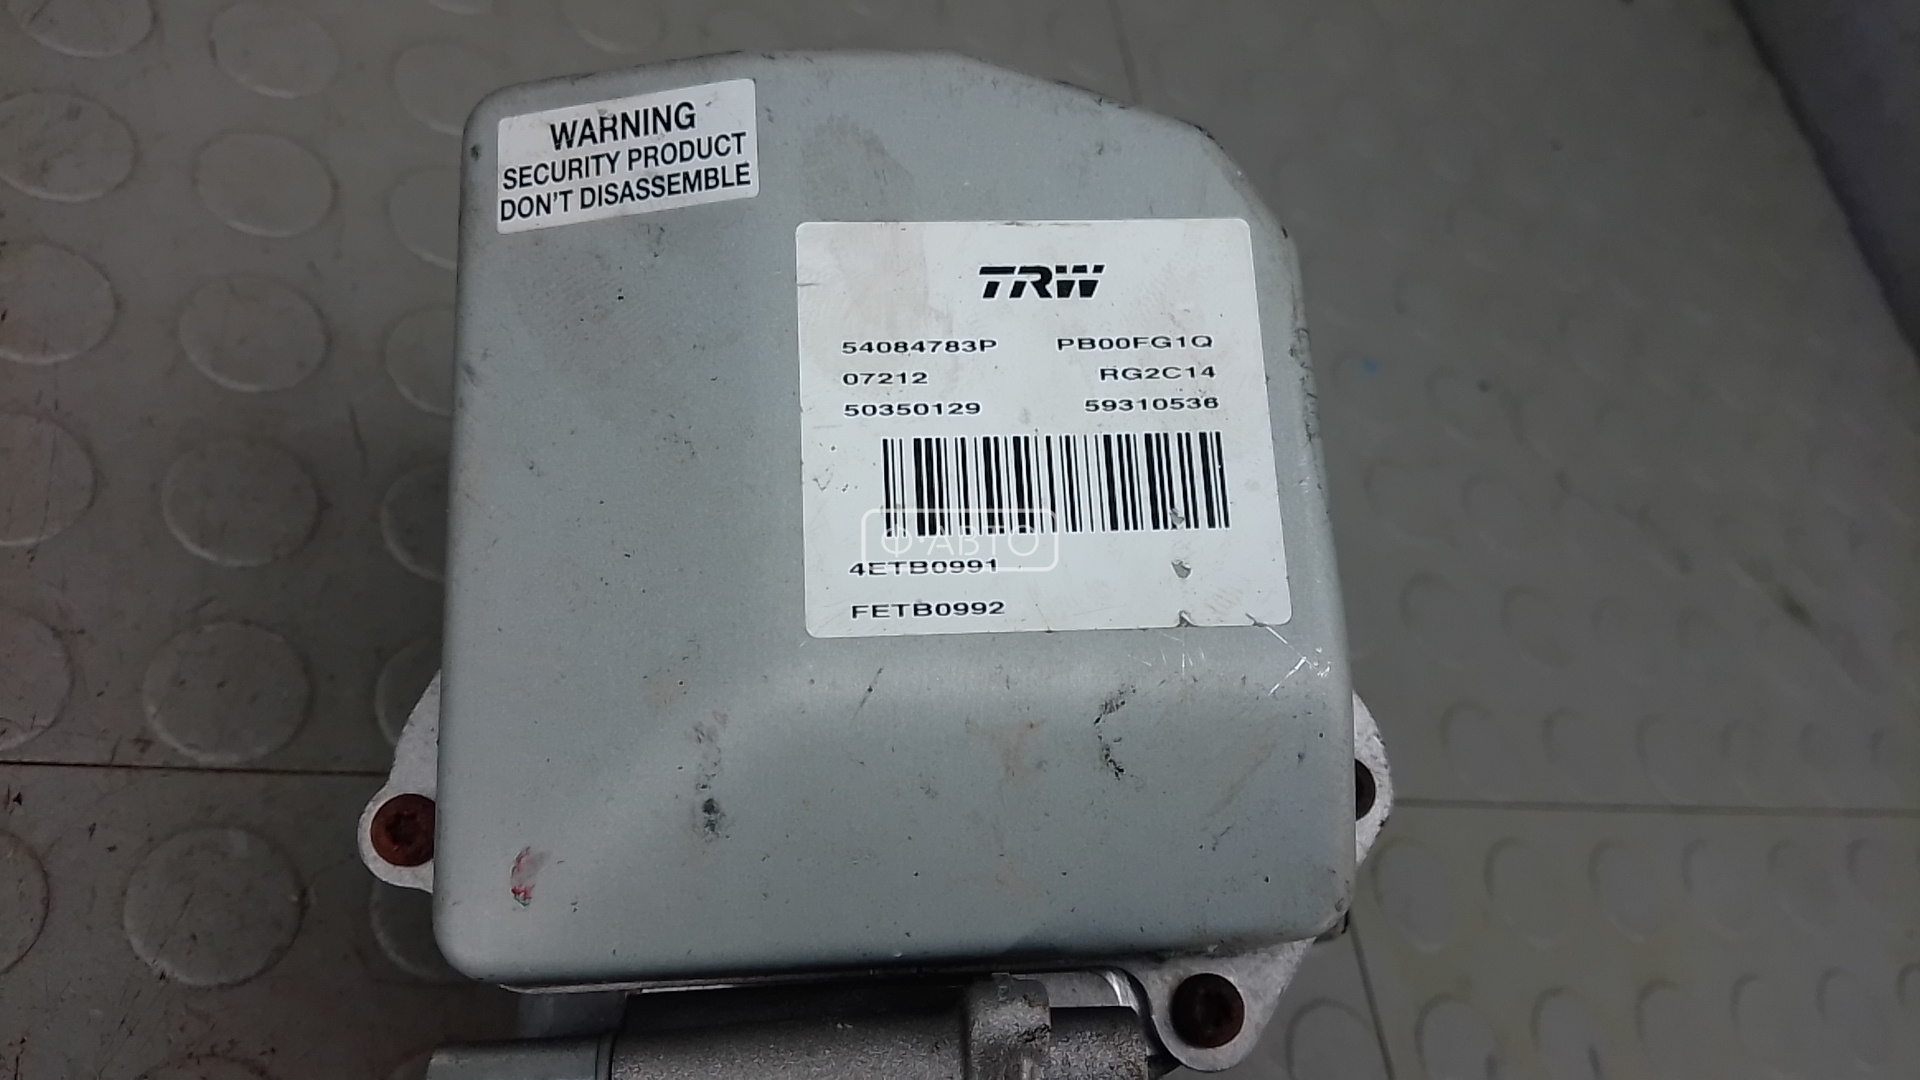 WARNING
SECURITY PRODUCT
DON'T DISASSEMBLE
TRW
54084783P PB00FG1Q
07212 RG2C14
50350129 59310536
Ф-АВТО
4ETB0991
FETB0992